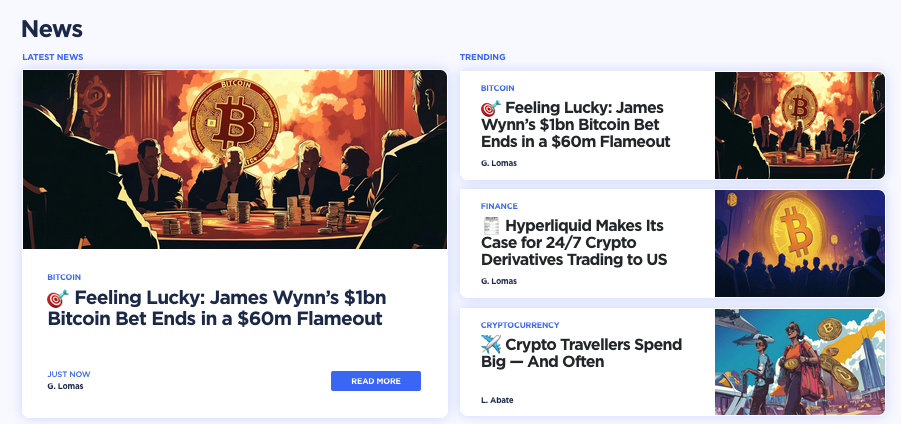 News
LATEST NEWS
BITCOIN
BITCOIN
🎯 Feeling Lucky: James Wynn’s $1bn
Bitcoin Bet Ends in a $60m Flameout
JUST NOW
G. Lomas
READ MORE
TRENDING
BITCOIN
🎯 Feeling Lucky: James
Wynn’s $1bn Bitcoin Bet
Ends in a $60m Flameout
G. Lomas
FINANCE
🧾 Hyperliquid Makes Its
Case for 24/7 Crypto
Derivatives Trading to US
G. Lomas
CRYPTOCURRENCY
✈️ Crypto Travellers Spend
Big — And Often
L. Abate